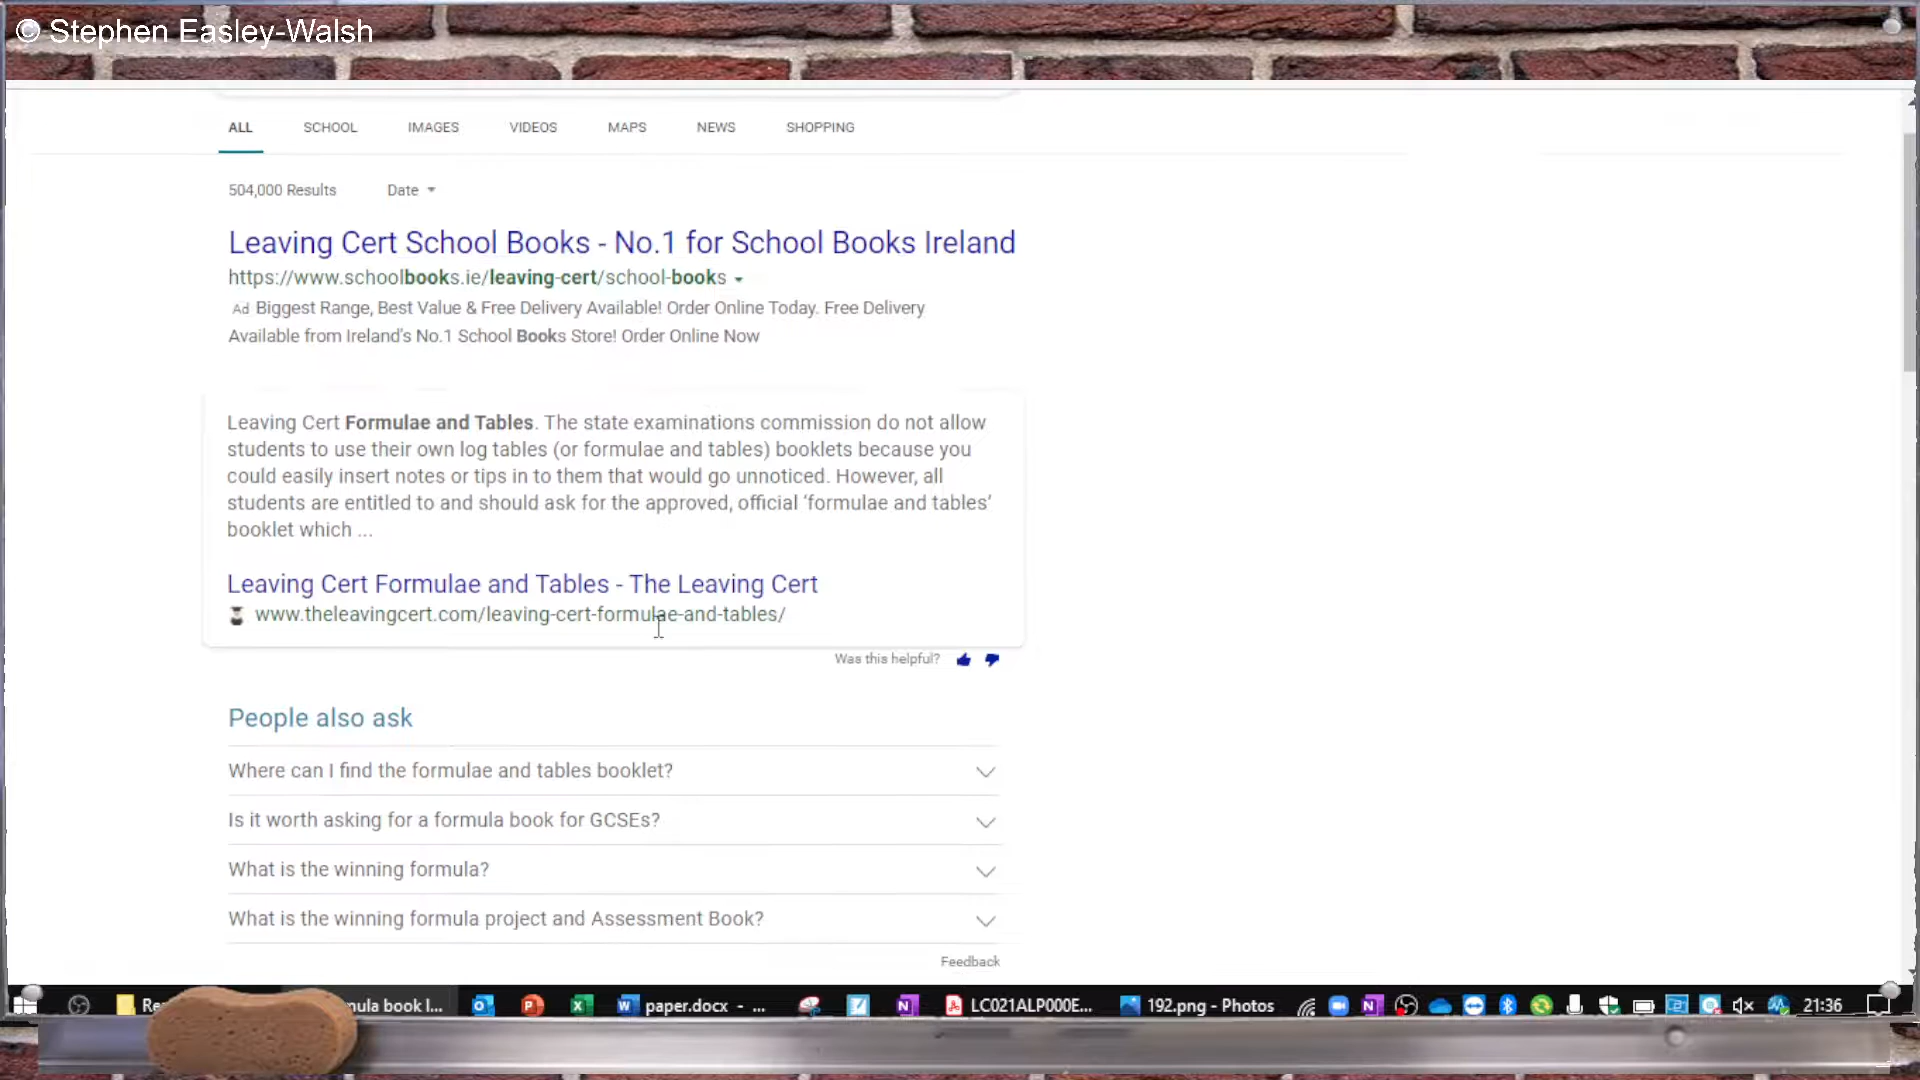 © Stephen Easley-Walsh
ALL SCHOOL IMAGES VIDEOS MAPS NEWS SHOPPING
504,000 Results Date
Leaving Cert School Books - No.1 for School Books Ireland
https://www.schoolbooks.ie/leaving-cert/school-books
Ad Biggest Range, Best Value & Free Delivery Available! Order Online Today. Free Delivery
Available from Ireland's No.1 School Books Store! Order Online Now
Leaving Cert Formulae and Tables. The state examinations commission do not allow
students to use their own log tables (or formulae and tables) booklets because you
could easily insert notes or tips in to them that would go unnoticed. However, all
students are entitled to and should ask for the approved, official ‘formulae and tables’
booklet which ...
Leaving Cert Formulae and Tables - The Leaving Cert
www.theleavingcert.com/leaving-cert-formulae-and-tables/
Was this helpful?
People also ask
Where can I find the formulae and tables booklet?
Is it worth asking for a formula book for GCSEs?
What is the winning formula?
What is the winning formula project and Assessment Book?
Feedback
Re mula book l... paper.docx - ... LC021ALP000E... 192.png - Photos 21:36